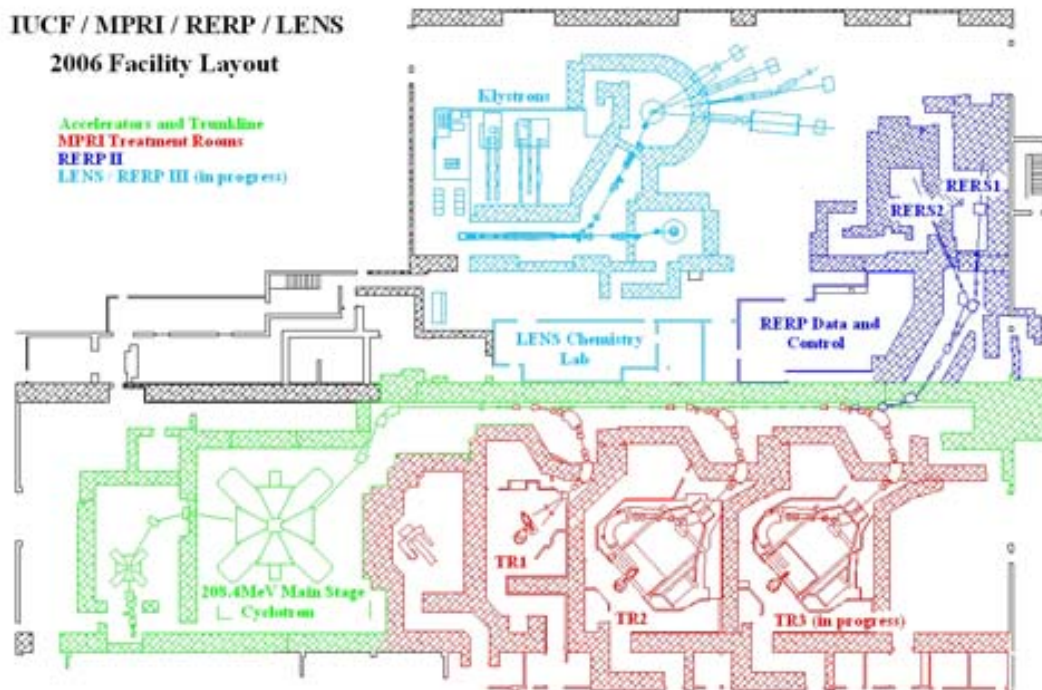 IUCF / MPRI / RERP / LENS
2006 Facility Layout
Accelerators and Trunkline
MPRI Treatment Rooms
RERP II
LENS / RERP III (in progress)
Klystrons
RERS1
RERS2
LENS Chemistry
Lab
RERP Data and
Control
TR1
208.4MeV Main Stage
Cyclotron
TR2
TR3 (in progress)